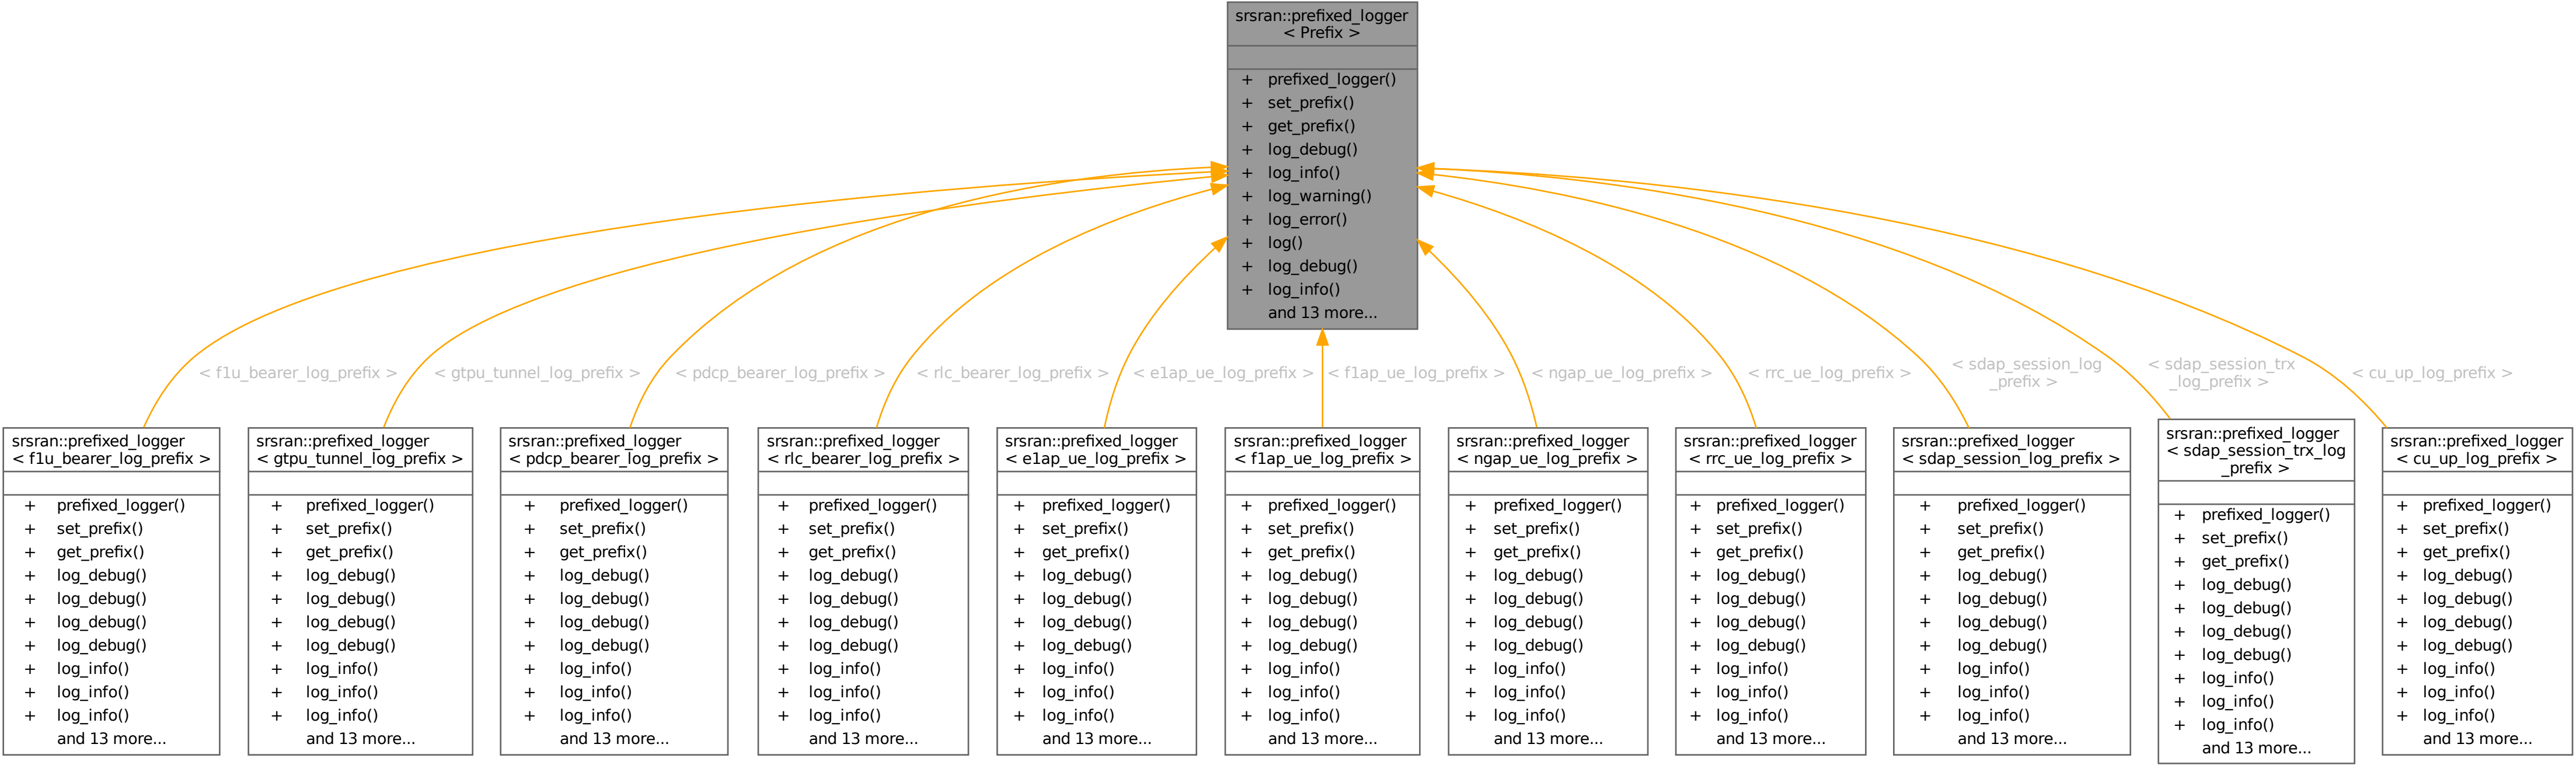 srsran::prefixed_logger
< Prefix >
+ prefixed_logger()
+ set_prefix()
+ get_prefix()
+ log_debug()
+ log_info()
+ log_warning()
+ log_error()
+ log()
+ log_debug()
+ log_info()
and 13 more...
< f1u_bearer_log_prefix >
< gtpu_tunnel_log_prefix >
< pdcp_bearer_log_prefix >
< rlc_bearer_log_prefix >
< e1ap_ue_log_prefix >
< f1ap_ue_log_prefix >
< ngap_ue_log_prefix >
< rrc_ue_log_prefix >
< sdap_session_log
_prefix >
< sdap_session_trx
_log_prefix >
< cu_up_log_prefix >
srsran::prefixed_logger
< f1u_bearer_log_prefix >
+ prefixed_logger()
+ set_prefix()
+ get_prefix()
+ log_debug()
+ log_debug()
+ log_debug()
+ log_debug()
+ log_info()
+ log_info()
+ log_info()
and 13 more...
srsran::prefixed_logger
< gtpu_tunnel_log_prefix >
+ prefixed_logger()
+ set_prefix()
+ get_prefix()
+ log_debug()
+ log_debug()
+ log_debug()
+ log_debug()
+ log_info()
+ log_info()
+ log_info()
and 13 more...
srsran::prefixed_logger
< pdcp_bearer_log_prefix >
+ prefixed_logger()
+ set_prefix()
+ get_prefix()
+ log_debug()
+ log_debug()
+ log_debug()
+ log_debug()
+ log_info()
+ log_info()
+ log_info()
and 13 more...
srsran::prefixed_logger
< rlc_bearer_log_prefix >
+ prefixed_logger()
+ set_prefix()
+ get_prefix()
+ log_debug()
+ log_debug()
+ log_debug()
+ log_debug()
+ log_info()
+ log_info()
+ log_info()
and 13 more...
srsran::prefixed_logger
< e1ap_ue_log_prefix >
+ prefixed_logger()
+ set_prefix()
+ get_prefix()
+ log_debug()
+ log_debug()
+ log_debug()
+ log_debug()
+ log_info()
+ log_info()
+ log_info()
and 13 more...
srsran::prefixed_logger
< f1ap_ue_log_prefix >
+ prefixed_logger()
+ set_prefix()
+ get_prefix()
+ log_debug()
+ log_debug()
+ log_debug()
+ log_debug()
+ log_info()
+ log_info()
+ log_info()
and 13 more...
srsran::prefixed_logger
< ngap_ue_log_prefix >
+ prefixed_logger()
+ set_prefix()
+ get_prefix()
+ log_debug()
+ log_debug()
+ log_debug()
+ log_debug()
+ log_info()
+ log_info()
+ log_info()
and 13 more...
srsran::prefixed_logger
< rrc_ue_log_prefix >
+ prefixed_logger()
+ set_prefix()
+ get_prefix()
+ log_debug()
+ log_debug()
+ log_debug()
+ log_debug()
+ log_info()
+ log_info()
+ log_info()
and 13 more...
srsran::prefixed_logger
< sdap_session_log_prefix >
+ prefixed_logger()
+ set_prefix()
+ get_prefix()
+ log_debug()
+ log_debug()
+ log_debug()
+ log_debug()
+ log_info()
+ log_info()
+ log_info()
and 13 more...
srsran::prefixed_logger
< sdap_session_trx_log
_prefix >
+ prefixed_logger()
+ set_prefix()
+ get_prefix()
+ log_debug()
+ log_debug()
+ log_debug()
+ log_debug()
+ log_info()
+ log_info()
+ log_info()
and 13 more...
srsran::prefixed_logger
< cu_up_log_prefix >
+ prefixed_logger()
+ set_prefix()
+ get_prefix()
+ log_debug()
+ log_debug()
+ log_debug()
+ log_debug()
+ log_info()
+ log_info()
+ log_info()
and 13 more...